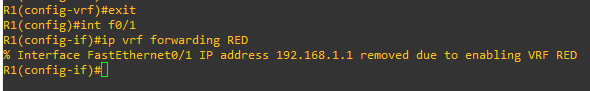 R1(config-vrf)#exit
R1(config)#int f0/1
R1(config-if)#ip vrf forwarding RED
% Interface FastEthernet0/1 IP address 192.168.1.1 removed due to enabling VRF RED
R1(config-if)#